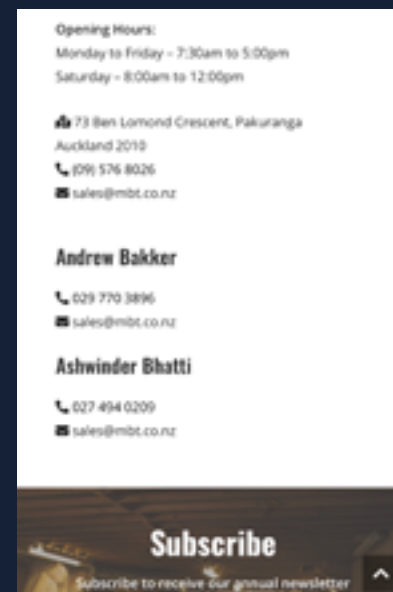 Opening Hours:
Monday to Friday – 7:30am to 5:00pm
Saturday – 8:00am to 12:00pm
73 Ben Lomond Crescent, Pakuranga
Auckland 2010
(09) 576 8026
sales@mbt.co.nz
Andrew Bakker
029 770 3896
sales@mbt.co.nz
Ashwinder Bhatti
027 494 0209
sales@mbt.co.nz
Subscribe
Subscribe to receive our annual newsletter